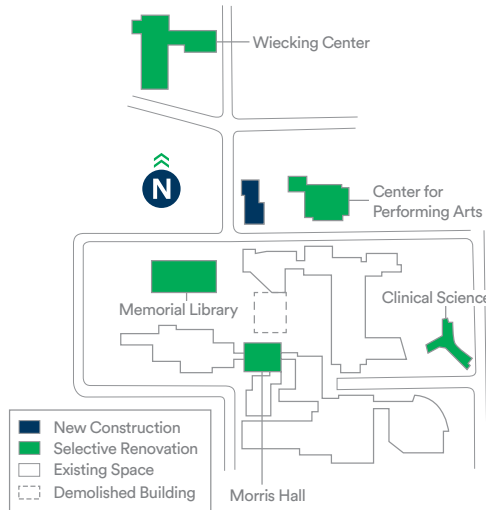 Wiecking Center
N
Center for
Performing Arts
Memorial Library
Clinical Science
New Construction
Selective Renovation
Existing Space
Demolished Building
Morris Hall